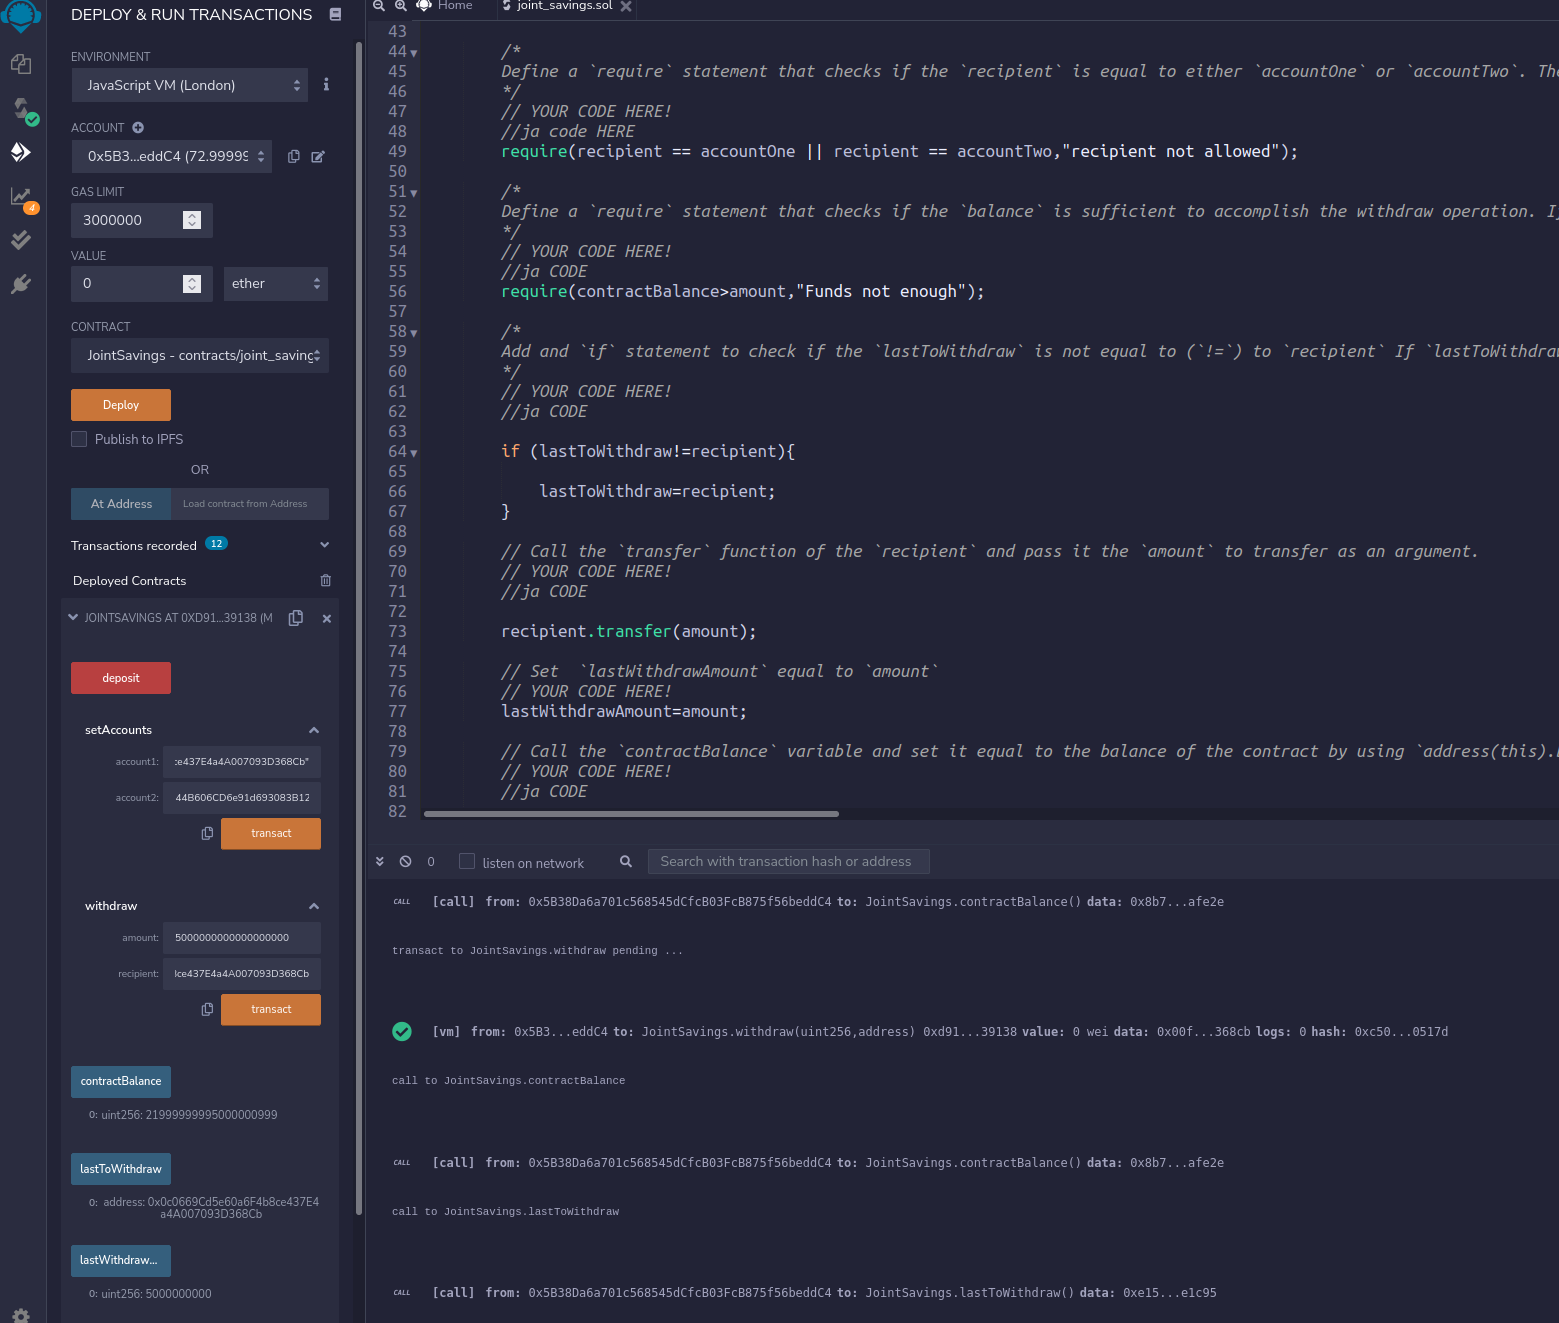 DEPLOY & RUN TRANSACTIONS
ENVIRONMENT
JavaScript VM (London)
ACCOUNT
0x5B3...eddC4 (72.99999
GAS LIMIT
3000000
VALUE
0
ether
CONTRACT
JointSavings - contracts/joint_saving
Deploy
Publish to IPFS
OR
At Address
Load contract from Address
Transactions recorded 12
Deployed Contracts
JOINTSAVINGS AT 0XD91...39138 (M
deposit
setAccounts
account1: :e437E4a4A007093D368Cb"
account2: 44B606CD6e91d693083B12
transact
withdraw
amount: 5000000000000000000
recipient: lce437E4a4A007093D368Cb
transact
contractBalance
0: uint256: 21999999995000000999
lastToWithdraw
0: address: 0x0c0669Cd5e60a6F4b8ce437E4
a4A007093D368Cb
lastWithdraw...
0: uint256: 5000000000
4
Home
joint_savings.sol
43
44 /*
45 Define a `require` statement that checks if the `recipient` is equal to either `accountOne` or `accountTwo`. The
46 */
47 // YOUR CODE HERE!
48 //ja code HERE
49 require(recipient == accountOne || recipient == accountTwo,"recipient not allowed");
50
51 /*
52 Define a `require` statement that checks if the `balance` is sufficient to accomplish the withdraw operation. If
53 */
54 // YOUR CODE HERE!
55 //ja CODE
56 require(contractBalance>amount,"Funds not enough");
57
58 /*
59 Add and `if` statement to check if the `lastToWithdraw` is not equal to (`!=`) to `recipient` If `lastToWithdraw
60 */
61 // YOUR CODE HERE!
62 //ja CODE
63
64 if (lastToWithdraw!=recipient){
65
66 lastToWithdraw=recipient;
67 }
68
69 // Call the `transfer` function of the `recipient` and pass it the `amount` to transfer as an argument.
70 // YOUR CODE HERE!
71 //ja CODE
72
73 recipient.transfer(amount);
74
75 // Set  `lastWithdrawAmount` equal to `amount`
76 // YOUR CODE HERE!
77 lastWithdrawAmount=amount;
78
79 // Call the `contractBalance` variable and set it equal to the balance of the contract by using `address(this).
80 // YOUR CODE HERE!
81 //ja CODE
82
0
listen on network
Search with transaction hash or address
CALL [call] from: 0x5B38Da6a701c568545dCfcB03FcB875f56beddC4 to: JointSavings.contractBalance() data: 0x8b7...afe2e
transact to JointSavings.withdraw pending ...
[vm] from: 0x5B3...eddC4 to: JointSavings.withdraw(uint256,address) 0xd91...39138 value: 0 wei data: 0x00f...368cb logs: 0 hash: 0xc50...0517d
call to JointSavings.contractBalance
CALL [call] from: 0x5B38Da6a701c568545dCfcB03FcB875f56beddC4 to: JointSavings.contractBalance() data: 0x8b7...afe2e
call to JointSavings.lastToWithdraw
CALL [call] from: 0x5B38Da6a701c568545dCfcB03FcB875f56beddC4 to: JointSavings.lastToWithdraw() data: 0xe15...e1c95